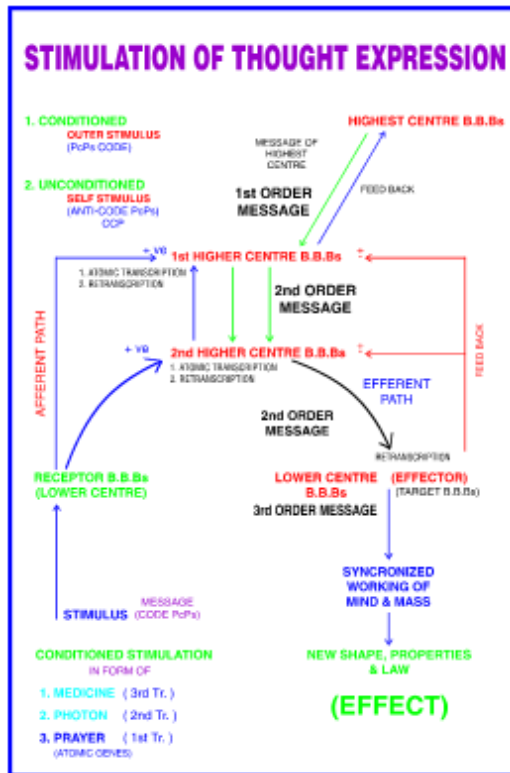 STIMULATION OF THOUGHT EXPRESSION
1. CONDITIONED
OUTER STIMULUS
(PcPs CODE)
2. UNCONDITIONED
SELF STIMULUS
(ANTI-CODE PcPs)
CCP
HIGHEST CENTRE B.B.Bs
MESSAGE OF
HIGHEST
CENTRE
FEED BACK
1st ORDER
MESSAGE
+ ve
1st HIGHER CENTRE B.B.Bs
1. ATOMIC TRANSCRIPTION
2. RETRANSCRIPTION
2nd ORDER
MESSAGE
AFFERENT PATH
FEED BACK
+ ve
2nd HIGHER CENTRE B.B.Bs
1. ATOMIC TRANSCRIPTION
2. RETRANSCRIPTION
EFFERENT
PATH
2nd ORDER
MESSAGE
RETRANSCRIPTION
RECEPTOR B.B.Bs
(LOWER CENTRE)
LOWER CENTRE (EFFECTOR)
B.B.Bs (TARGET B.B.Bs)
3rd ORDER MESSAGE
STIMULUS
MESSAGE
(CODE PcPs)
SYNCRONIZED
WORKING OF
MIND & MASS
CONDITIONED STIMULATION
IN FORM OF
1. MEDICINE ( 3rd Tr. )
2. PHOTON ( 2nd Tr. )
3. PRAYER ( 1st Tr. )
(ATOMIC GENES)
NEW SHAPE, PROPERTIES
& LAW
(EFFECT)